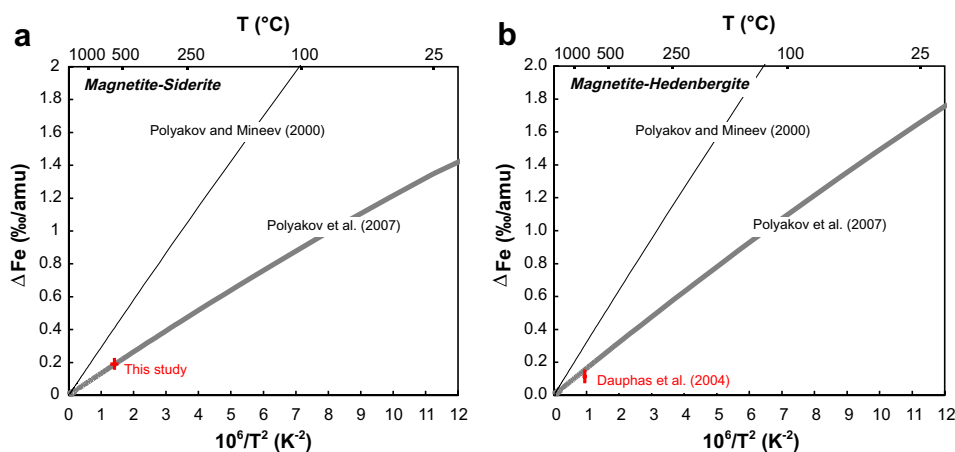 a
T (°C)
1000 500 250 100 25
2
1.8
1.6
1.4
1.2
1
0.8
0.6
0.4
0.2
0
ΔFe (‰/amu)
Magnetite-Siderite
Polyakov and Mineev (2000)
Polyakov et al. (2007)
This study
0 1 2 3 4 5 6 7 8 9 10 11 12
10⁶/T² (K⁻²)
b
T (°C)
1000 500 250 100 25
2.0
1.8
1.6
1.4
1.2
1.0
0.8
0.6
0.4
0.2
0.0
ΔFe (‰/amu)
Magnetite-Hedenbergite
Polyakov and Mineev (2000)
Polyakov et al. (2007)
Dauphas et al. (2004)
0 1 2 3 4 5 6 7 8 9 10 11 12
10⁶/T² (K⁻²)